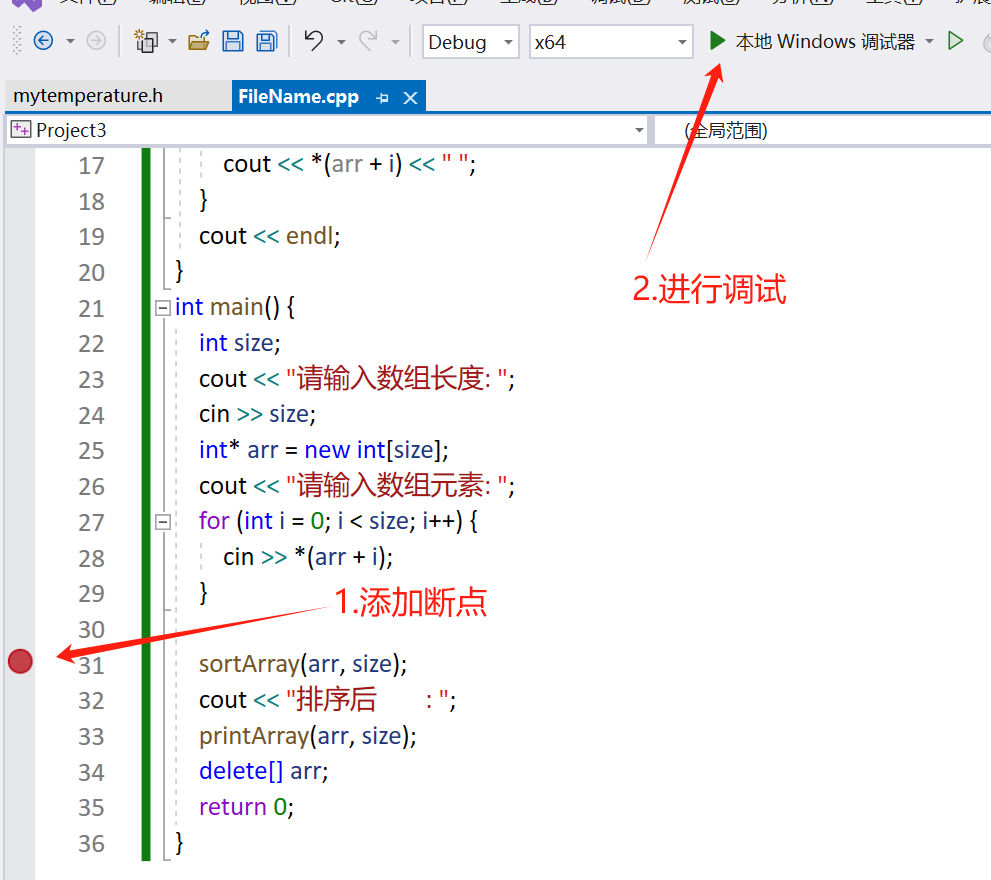 Debug x64 本地 Windows 调试器
mytemperature.h FileName.cpp
Project3 (全局范围)
17 cout << *(arr + i) << " ";
18 }
19 cout << endl;
20 }
2.进行调试
21 int main() {
22 int size;
23 cout << "请输入数组长度: ";
24 cin >> size;
25 int* arr = new int[size];
26 cout << "请输入数组元素: ";
27 for (int i = 0; i < size; i++) {
28 cin >> *(arr + i);
29 }
1.添加断点
30
31 sortArray(arr, size);
32 cout << "排序后 : ";
33 printArray(arr, size);
34 delete[] arr;
35 return 0;
36 }